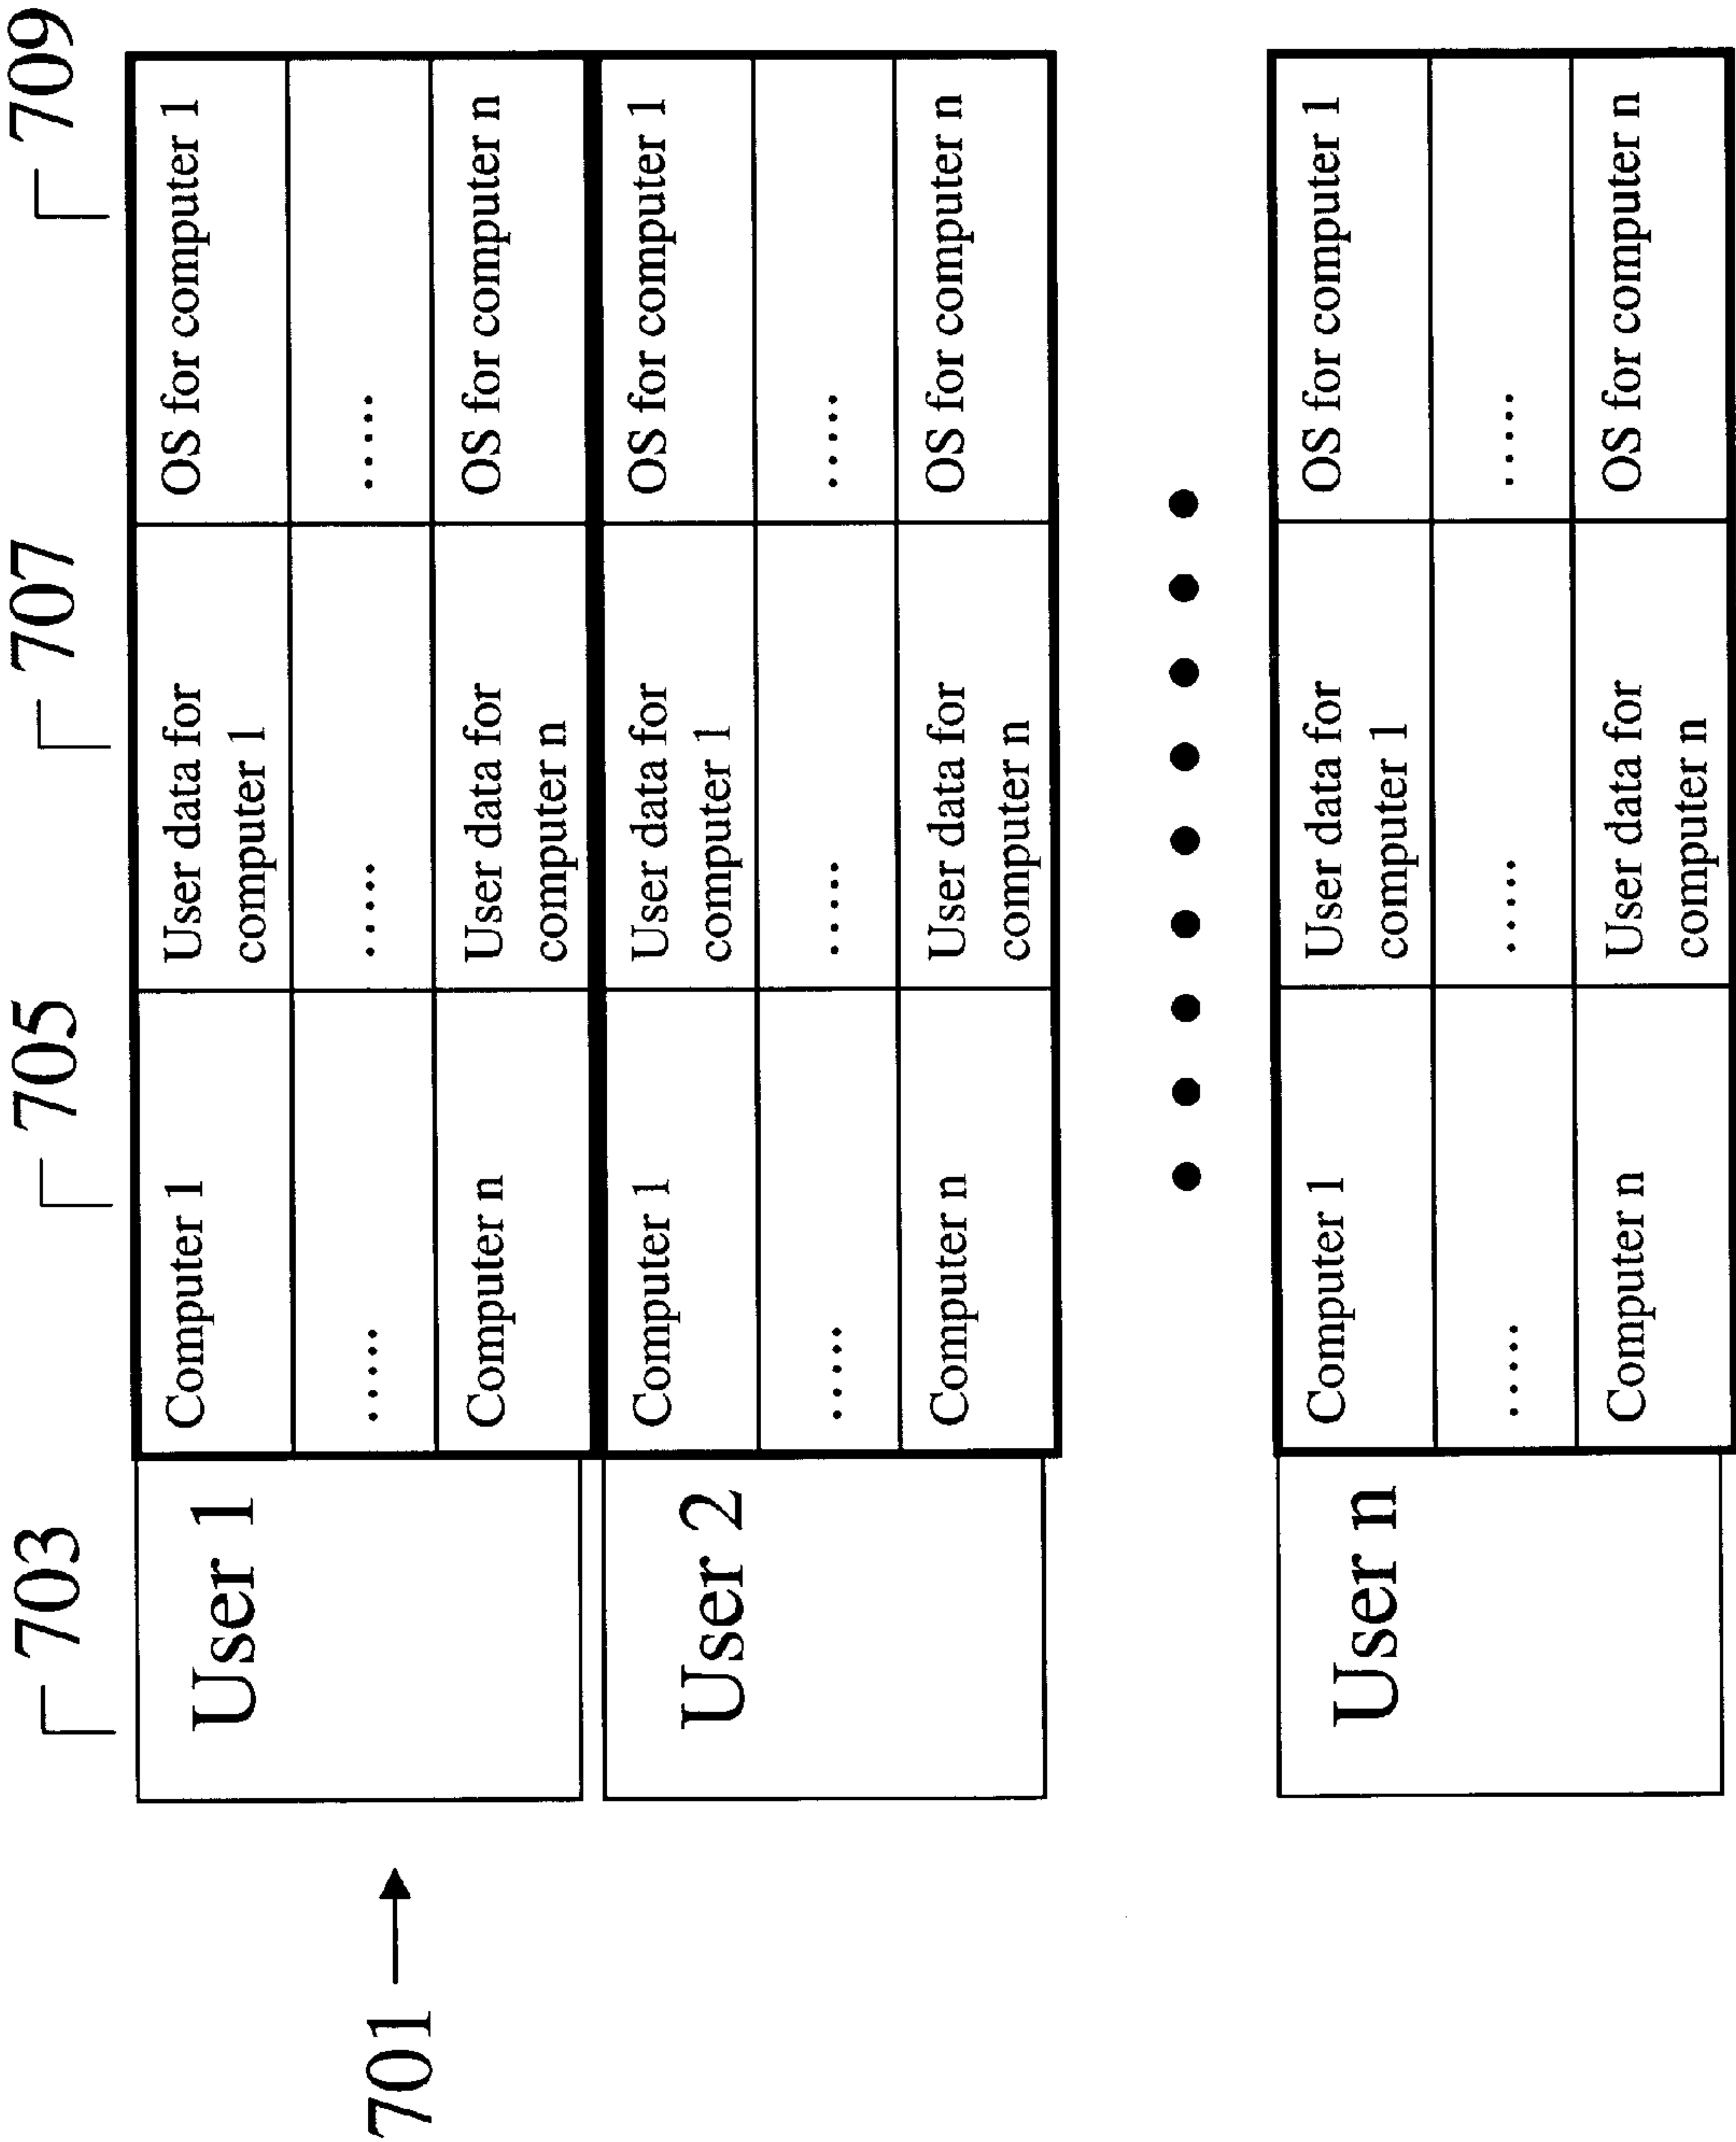 703 705 707 709
701
User 1
Computer 1
User data for
computer 1
OS for computer 1
.....
.....
.....
Computer n
User data for
computer n
OS for computer n
User 2
Computer 1
User data for
computer 1
OS for computer 1
.....
.....
.....
Computer n
User data for
computer n
OS for computer n
User n
Computer 1
User data for
computer 1
OS for computer 1
.....
.....
.....
Computer n
User data for
computer n
OS for computer n